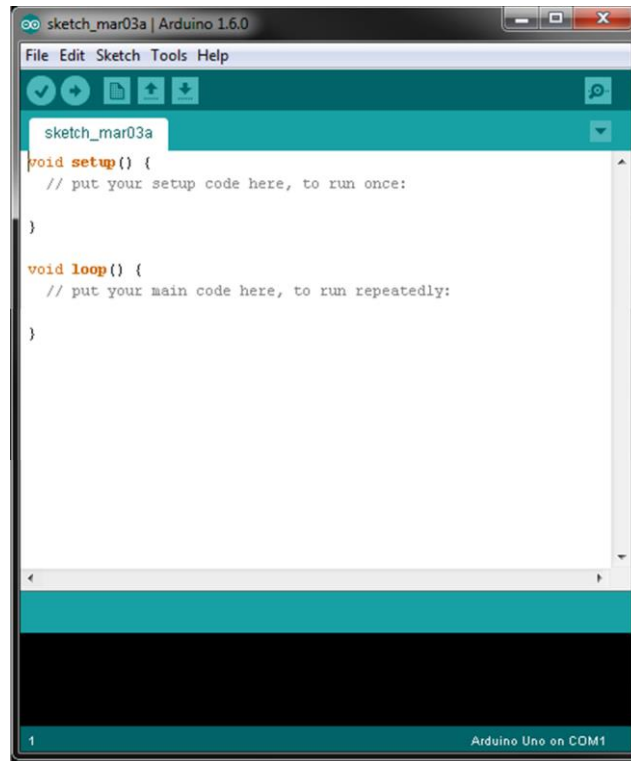 sketch_mar03a | Arduino 1.6.0
File Edit Sketch Tools Help
sketch_mar03a
void setup() {
  // put your setup code here, to run once:
}
void loop() {
  // put your main code here, to run repeatedly:
}
1 Arduino Uno on COM1